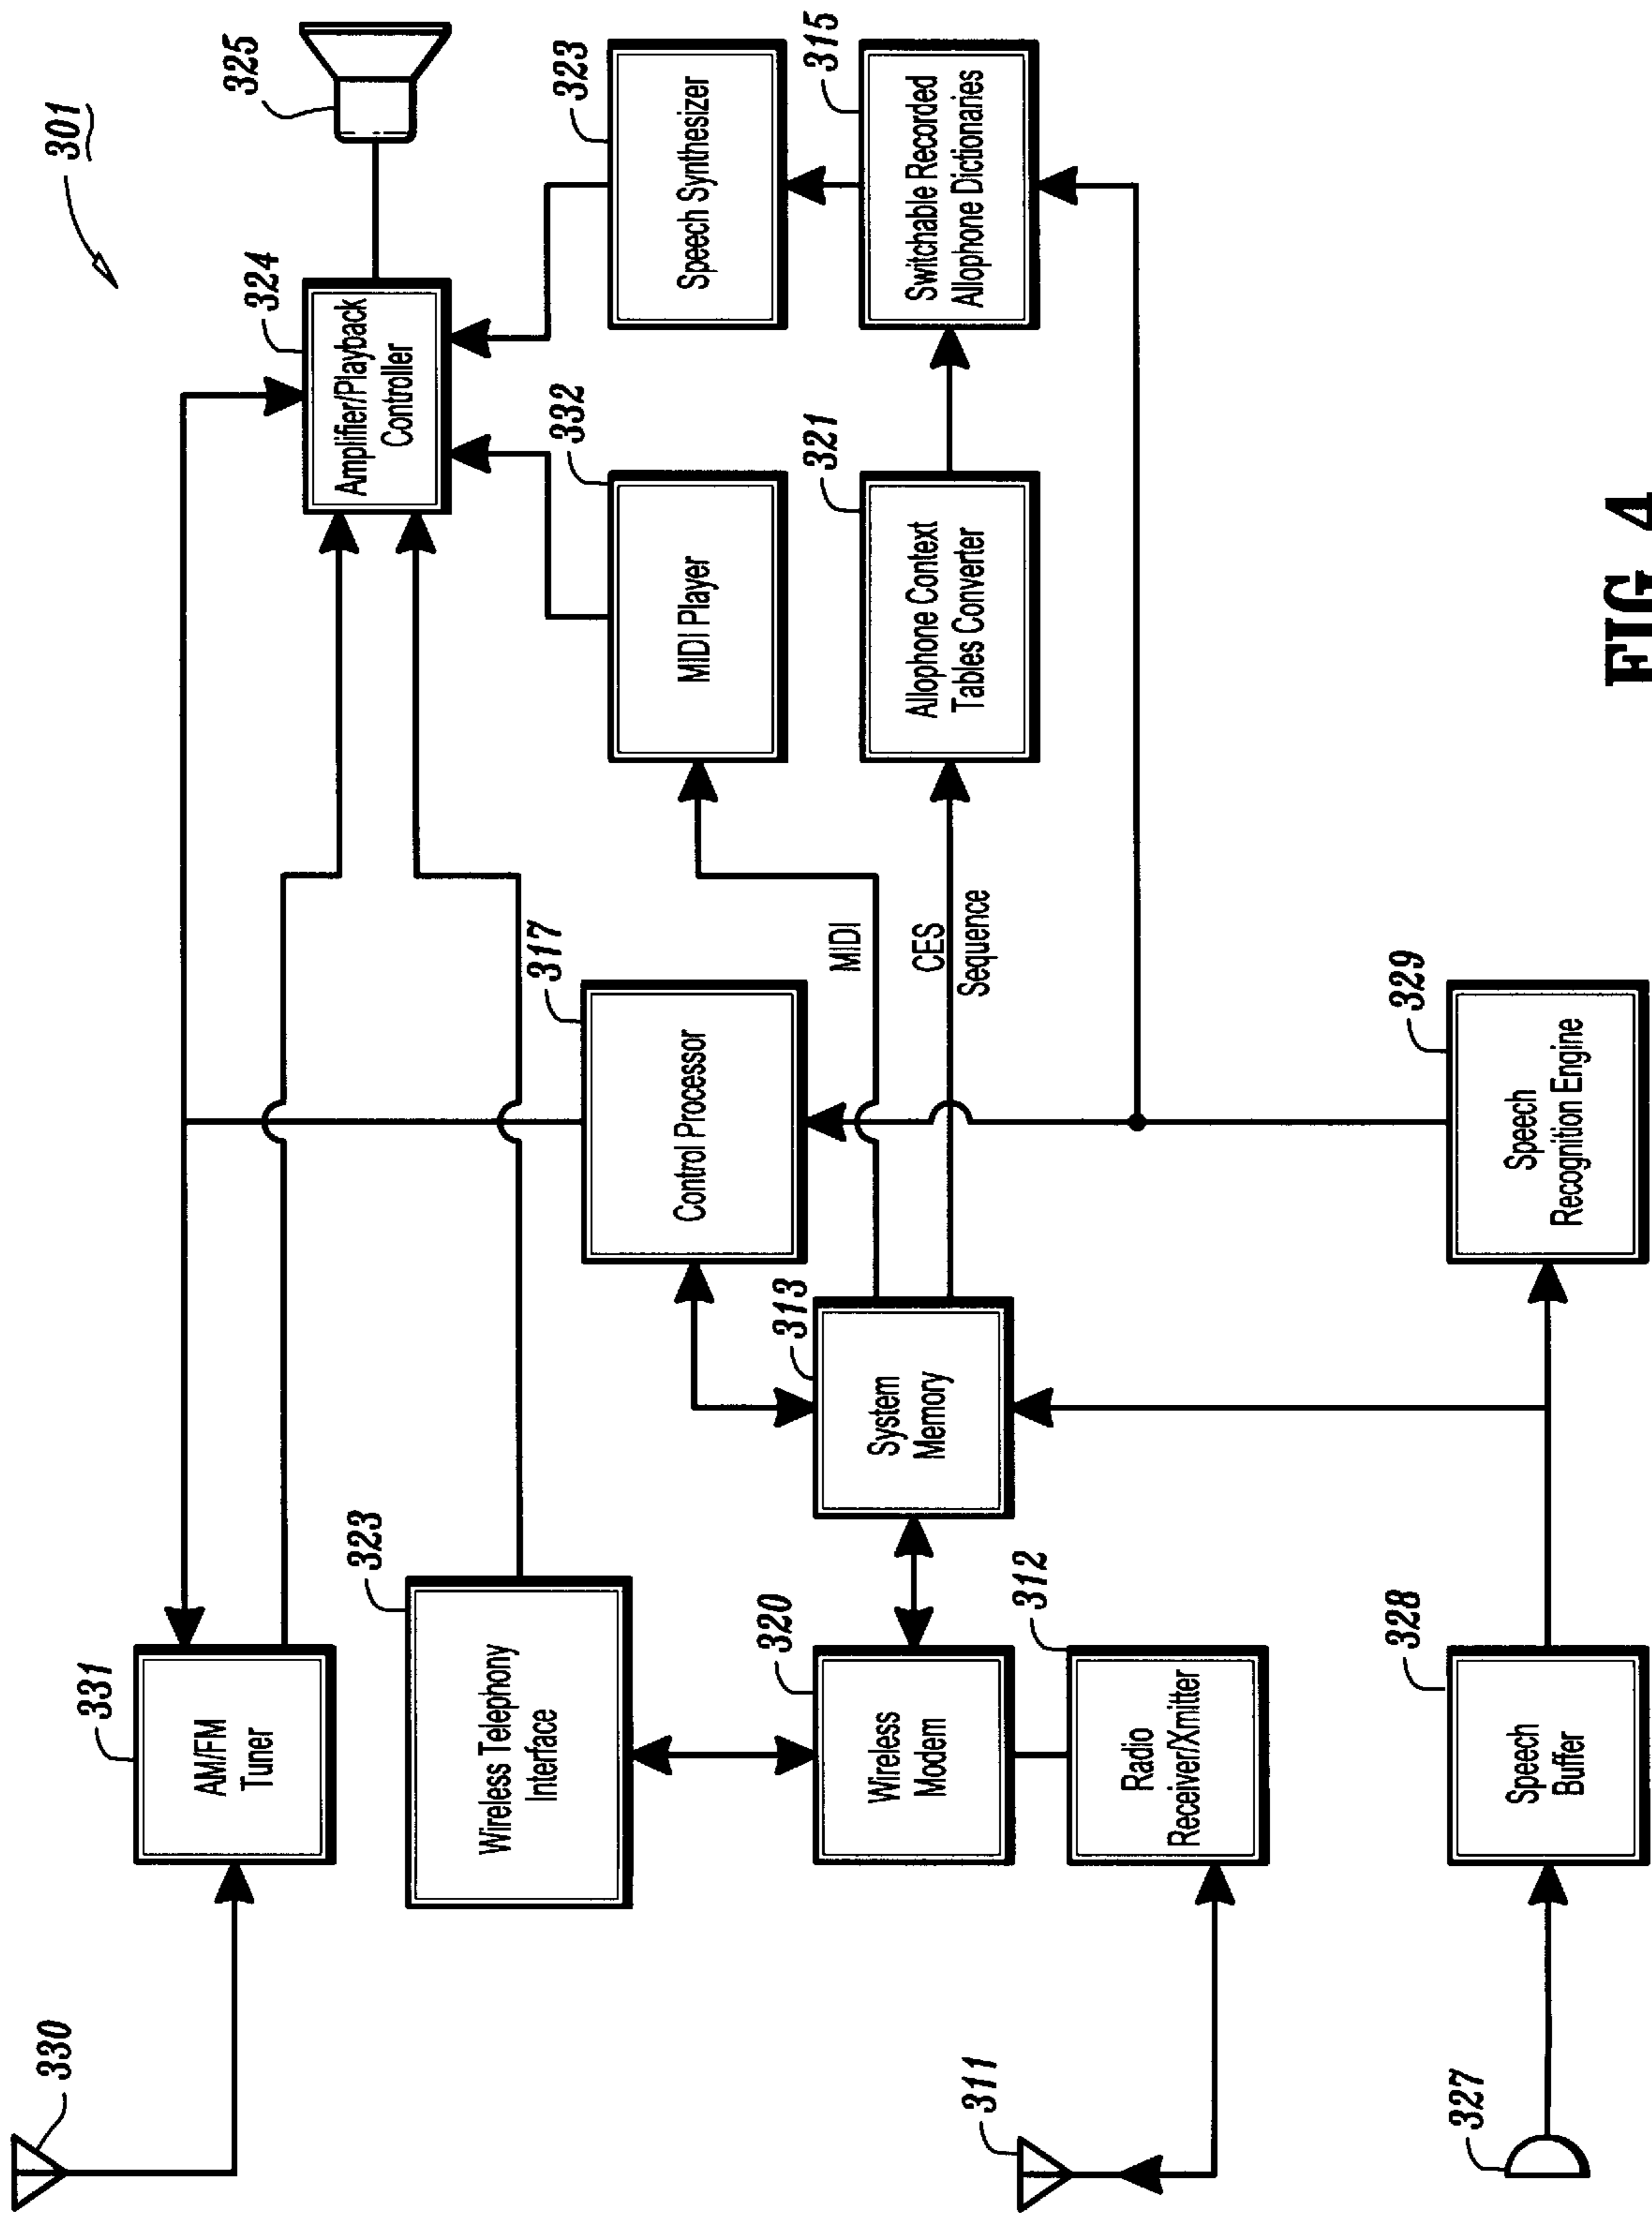 301
330
331
AM/FM
Tuner
324
Amplifier/Playback
Controller
325
323
Wireless Telephony
Interface
317
Control Processor
332
MIDI Player
323
Speech Synthesizer
320
Wireless
Modem
313
System
Memory
MIDI
CES
Sequence
321
Allophone Context
Tables Converter
315
Switchable Recorded
Allophone Dictionaries
311
312
Radio
Receiver/Xmitter
327
328
Speech
Buffer
329
Speech
Recognition Engine
FIG. 4